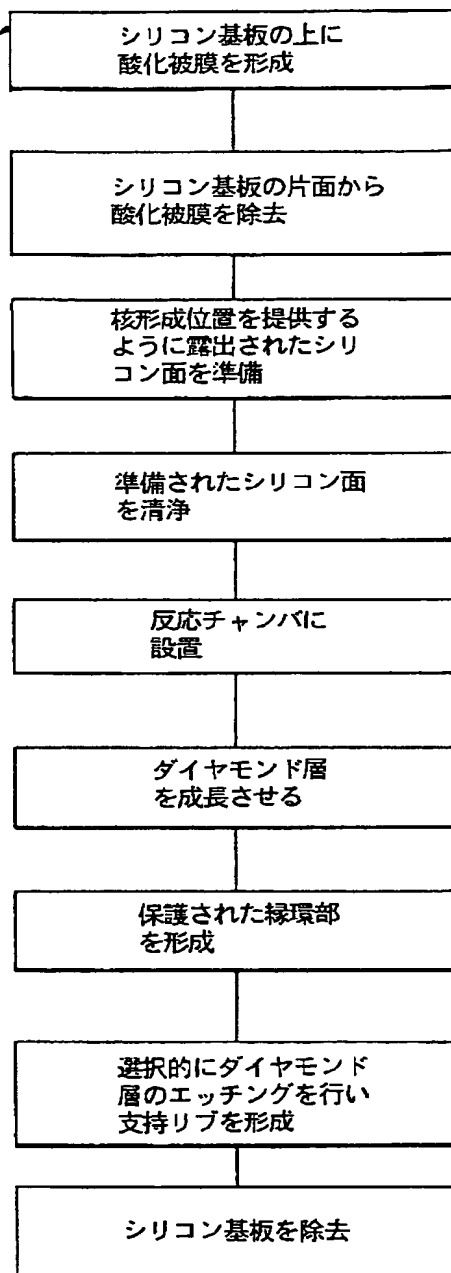 シリコン基板の上に
酸化被膜を形成
シリコン基板の片面から
酸化被膜を除去
核形成位置を提供する
ように露出されたシリ
コン面を準備
準備されたシリコン面
を清浄
反応チャンバに
設置
ダイヤモンド層
を成長させる
保護された縁環部
を形成
選択的にダイヤモンド
層のエッチングを行い
支持リブを形成
シリコン基板を除去